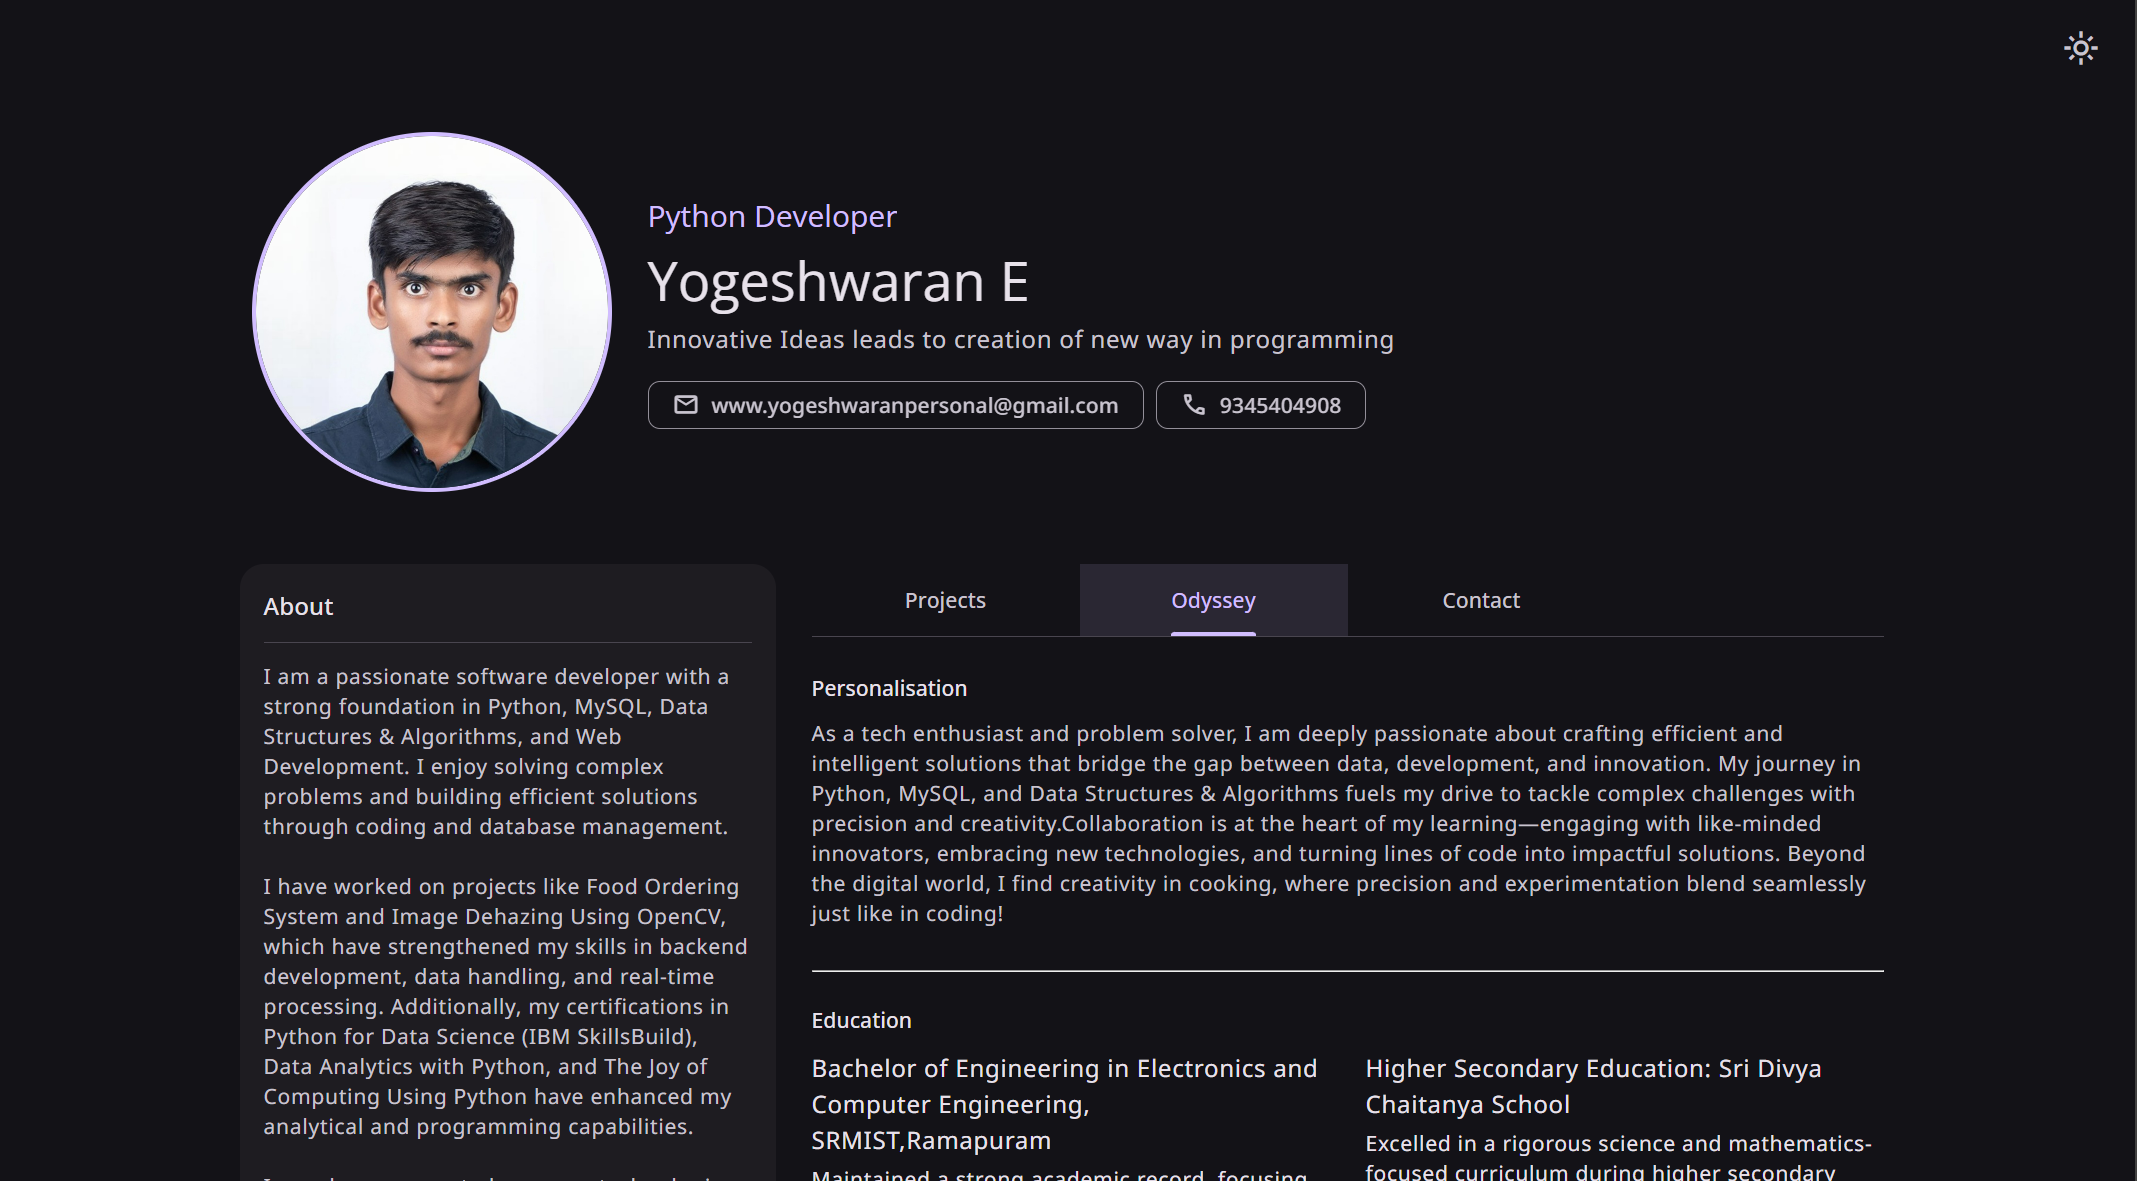 Python Developer
Yogeshwaran E
Innovative Ideas leads to creation of new way in programming
www.yogeshwaranpersonal@gmail.com
9345404908
About
I am a passionate software developer with a
strong foundation in Python, MySQL, Data
Structures & Algorithms, and Web
Development. I enjoy solving complex
problems and building efficient solutions
through coding and database management.
I have worked on projects like Food Ordering
System and Image Dehazing Using OpenCV,
which have strengthened my skills in backend
development, data handling, and real-time
processing. Additionally, my certifications in
Python for Data Science (IBM SkillsBuild),
Data Analytics with Python, and The Joy of
Computing Using Python have enhanced my
analytical and programming capabilities.
Projects
Odyssey
Contact
Personalisation
As a tech enthusiast and problem solver, I am deeply passionate about crafting efficient and
intelligent solutions that bridge the gap between data, development, and innovation. My journey in
Python, MySQL, and Data Structures & Algorithms fuels my drive to tackle complex challenges with
precision and creativity.Collaboration is at the heart of my learning—engaging with like-minded
innovators, embracing new technologies, and turning lines of code into impactful solutions. Beyond
the digital world, I find creativity in cooking, where precision and experimentation blend seamlessly
just like in coding!
Education
Bachelor of Engineering in Electronics and
Computer Engineering,
SRMIST,Ramapuram
Maintained a strong academic record, focusing
Higher Secondary Education: Sri Divya
Chaitanya School
Excelled in a rigorous science and mathematics-
focused curriculum during higher secondary